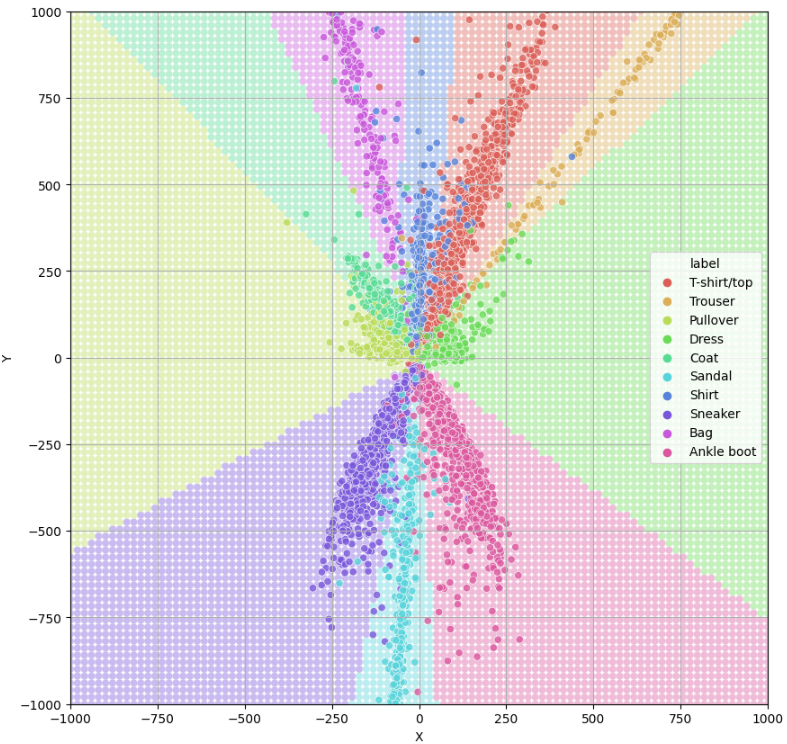 1000
750
500
250
0
−250
−500
−750
−1000
Y
−1000
−750
−500
−250
0
250
500
750
1000
X
label
T-shirt/top
Trouser
Pullover
Dress
Coat
Sandal
Shirt
Sneaker
Bag
Ankle boot